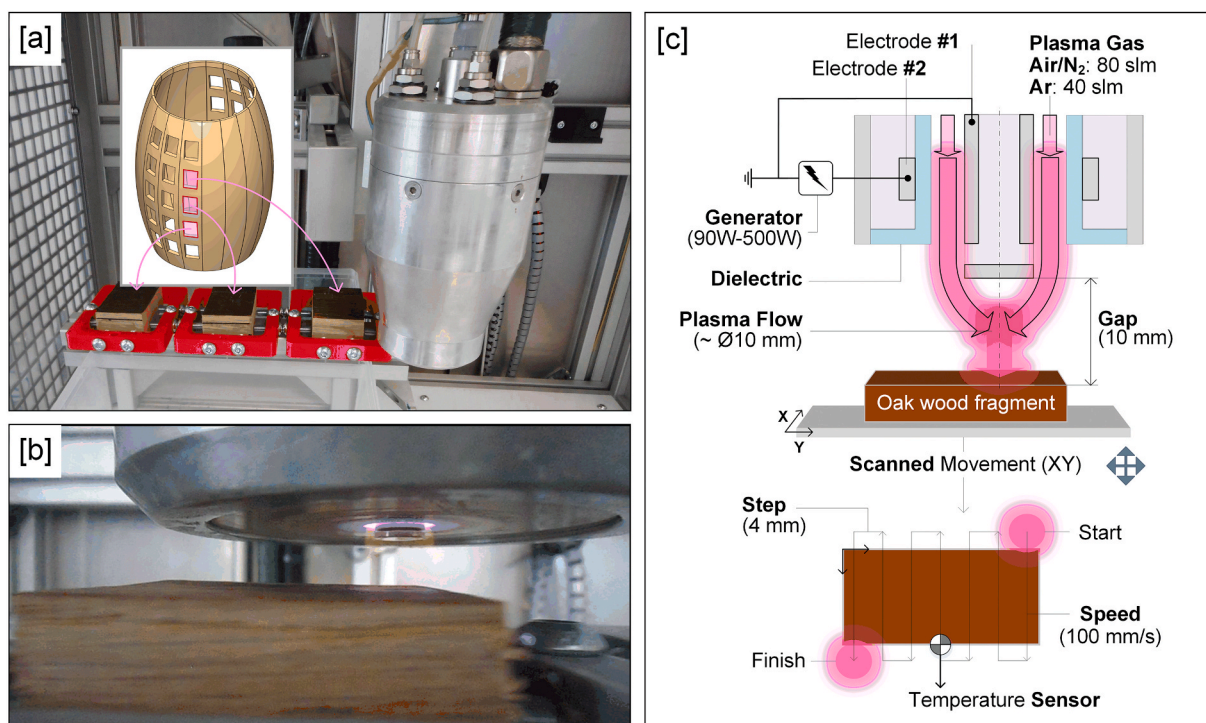 [a]
[b]
[c]
Electrode #1
Electrode #2
Plasma Gas
Air/N₂: 80 slm
Ar: 40 slm
Generator
(90W-500W)
Dielectric
Plasma Flow
(~ Ø10 mm)
Gap
(10 mm)
Oak wood fragment
X
Y
Scanned Movement (XY)
Step
(4 mm)
Start
Speed
(100 mm/s)
Finish
Temperature Sensor